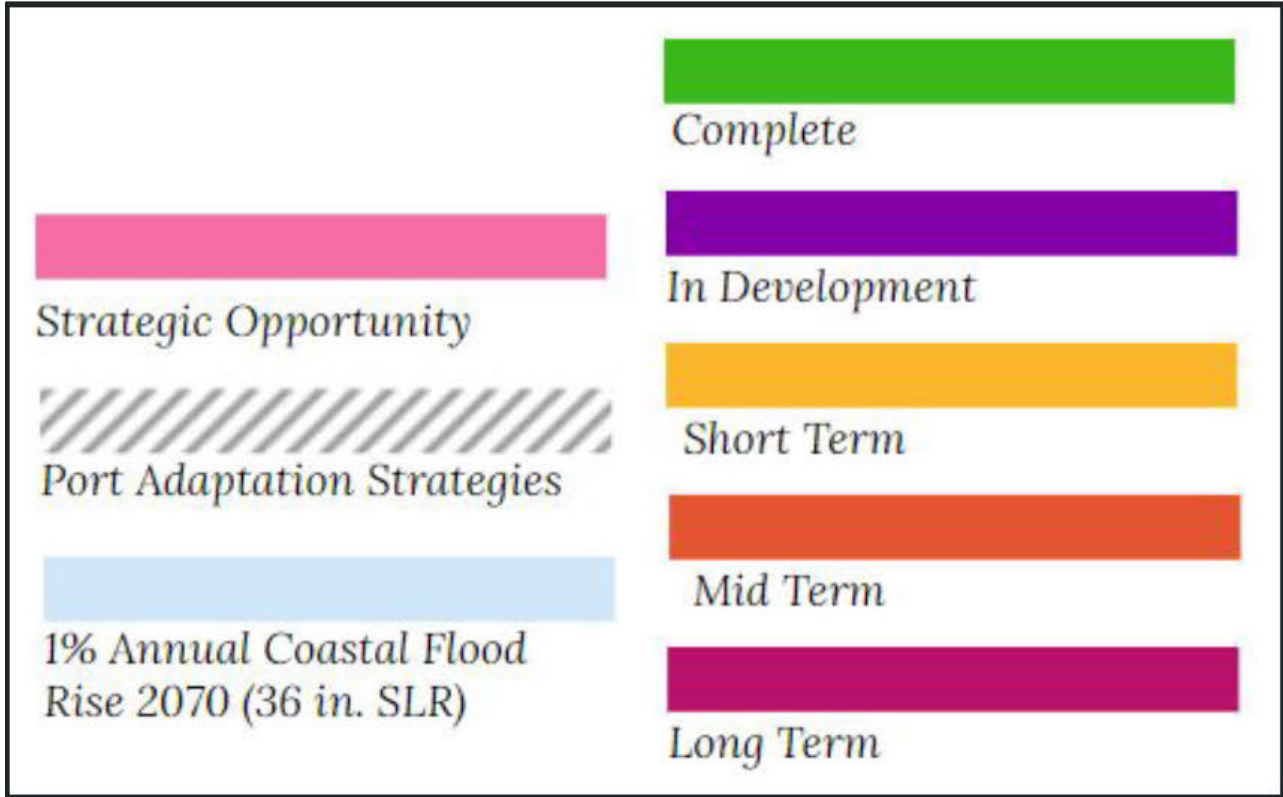 Strategic Opportunity
Port Adaptation Strategies
1% Annual Coastal Flood
Rise 2070 (36 in. SLR)
Complete
In Development
Short Term
Mid Term
Long Term